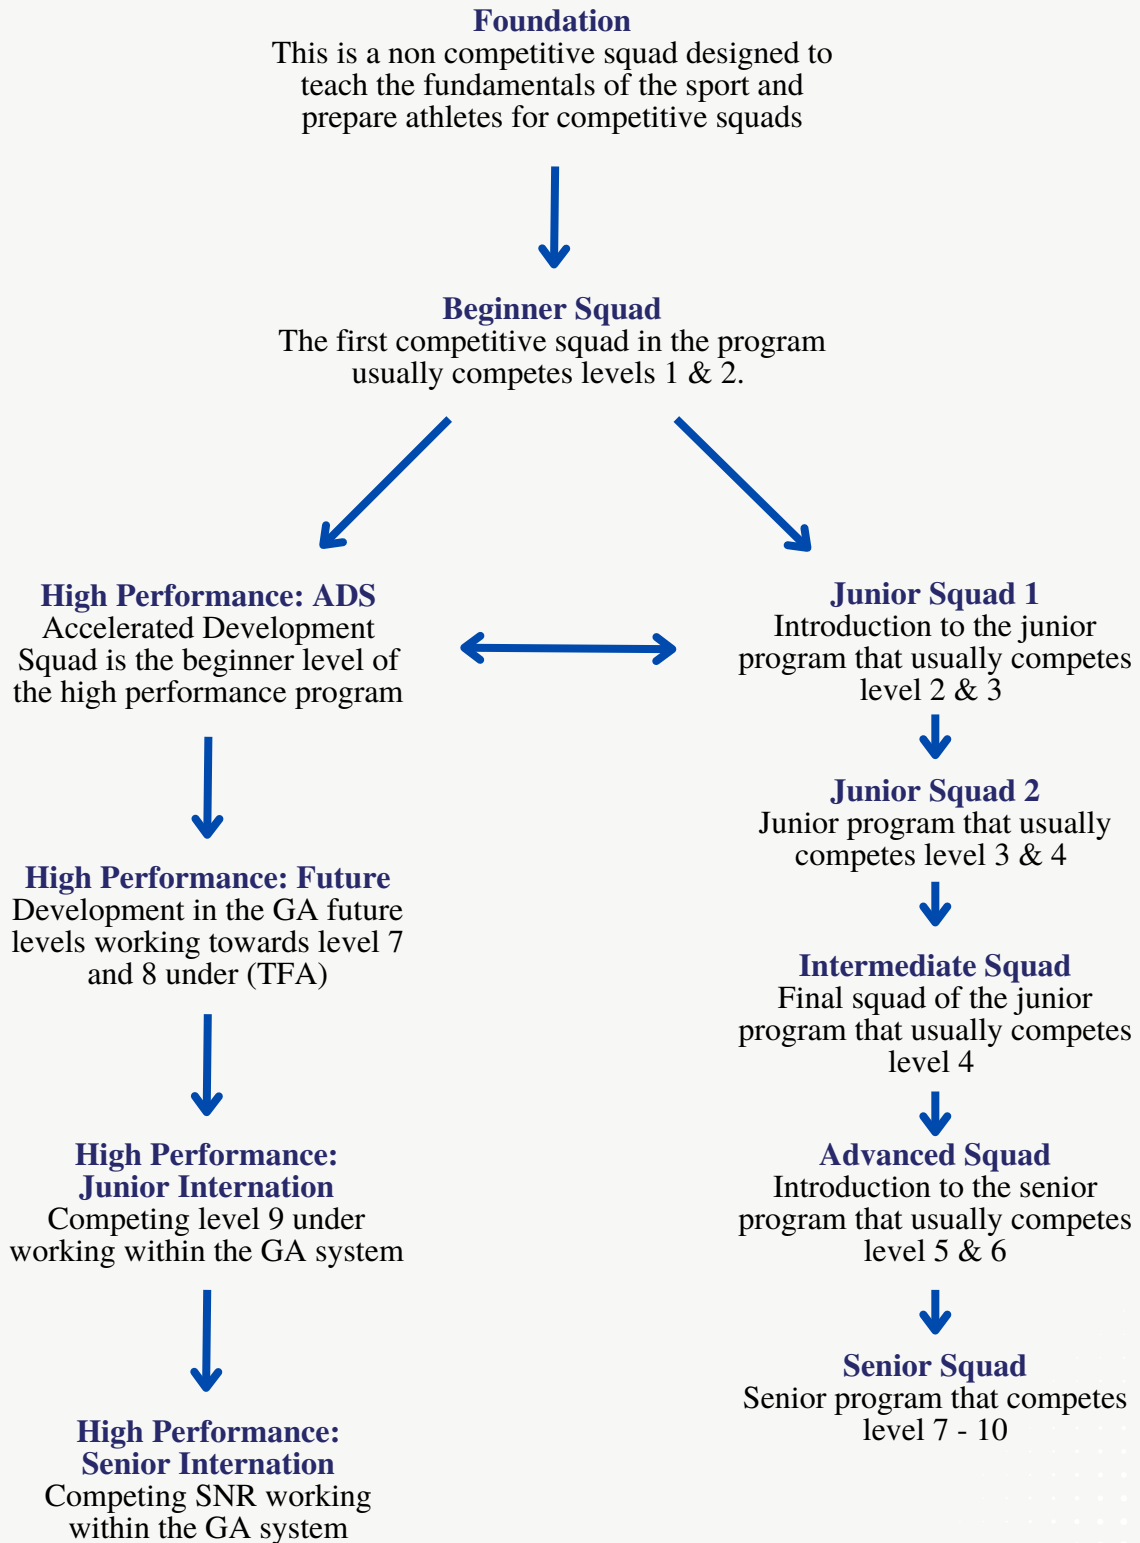 Foundation
This is a non competitive squad designed to
teach the fundamentals of the sport and
prepare athletes for competitive squads
Beginner Squad
The first competitive squad in the program
usually competes levels 1 & 2.
High Performance: ADS
Accelerated Development
Squad is the beginner level of
the high performance program
High Performance: Future
Development in the GA future
levels working towards level 7
and 8 under (TFA)
High Performance:
Junior Internation
Competing level 9 under
working within the GA system
High Performance:
Senior Internation
Competing SNR working
within the GA system
Junior Squad 1
Introduction to the junior
program that usually competes
level 2 & 3
Junior Squad 2
Junior program that usually
competes level 3 & 4
Intermediate Squad
Final squad of the junior
program that usually competes
level 4
Advanced Squad
Introduction to the senior
program that usually competes
level 5 & 6
Senior Squad
Senior program that competes
level 7 - 10